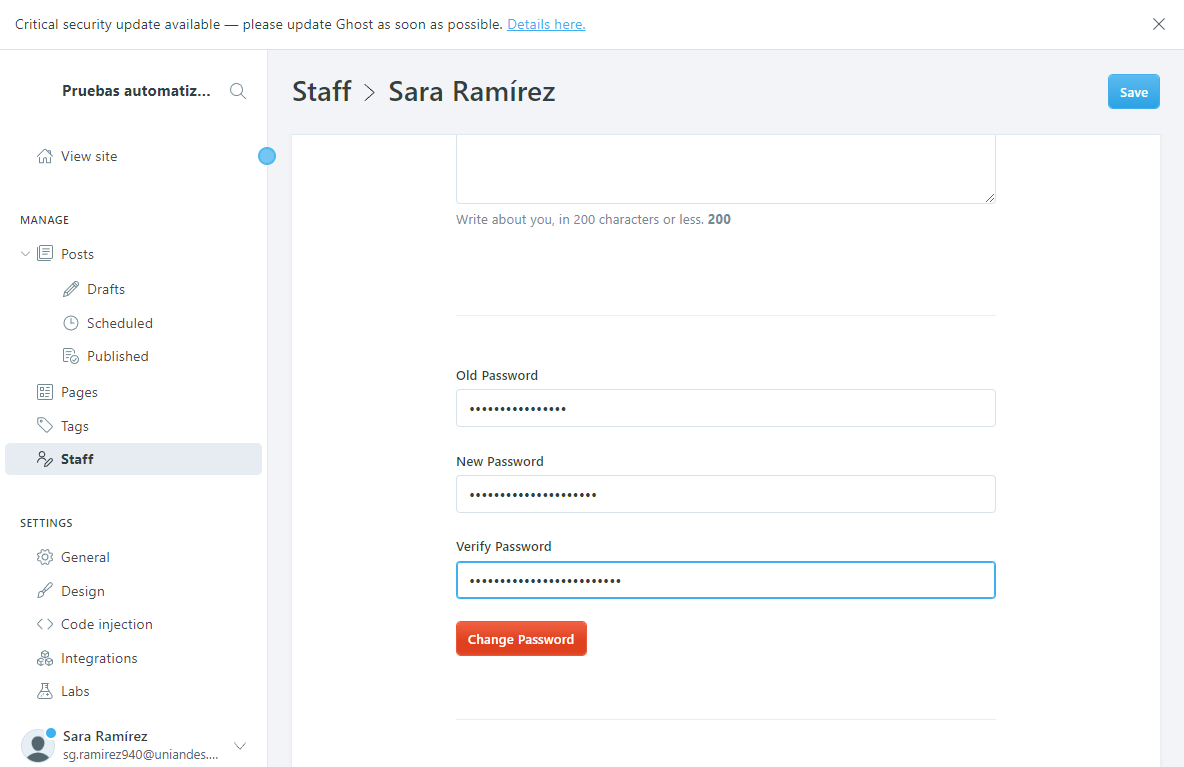 Critical security update available — please update Ghost as soon as possible. Details here.
Pruebas automatiz...
View site
MANAGE
Posts
Drafts
Scheduled
Published
Pages
Tags
Staff
SETTINGS
General
Design
Code injection
Integrations
Labs
Sara Ramírez
sg.ramirez940@uniandes....
Staff > Sara Ramírez
Save
Write about you, in 200 characters or less. 200
Old Password
••••••••••••••••
New Password
•••••••••••••••••••••
Verify Password
•••••••••••••••••••••••••
Change Password